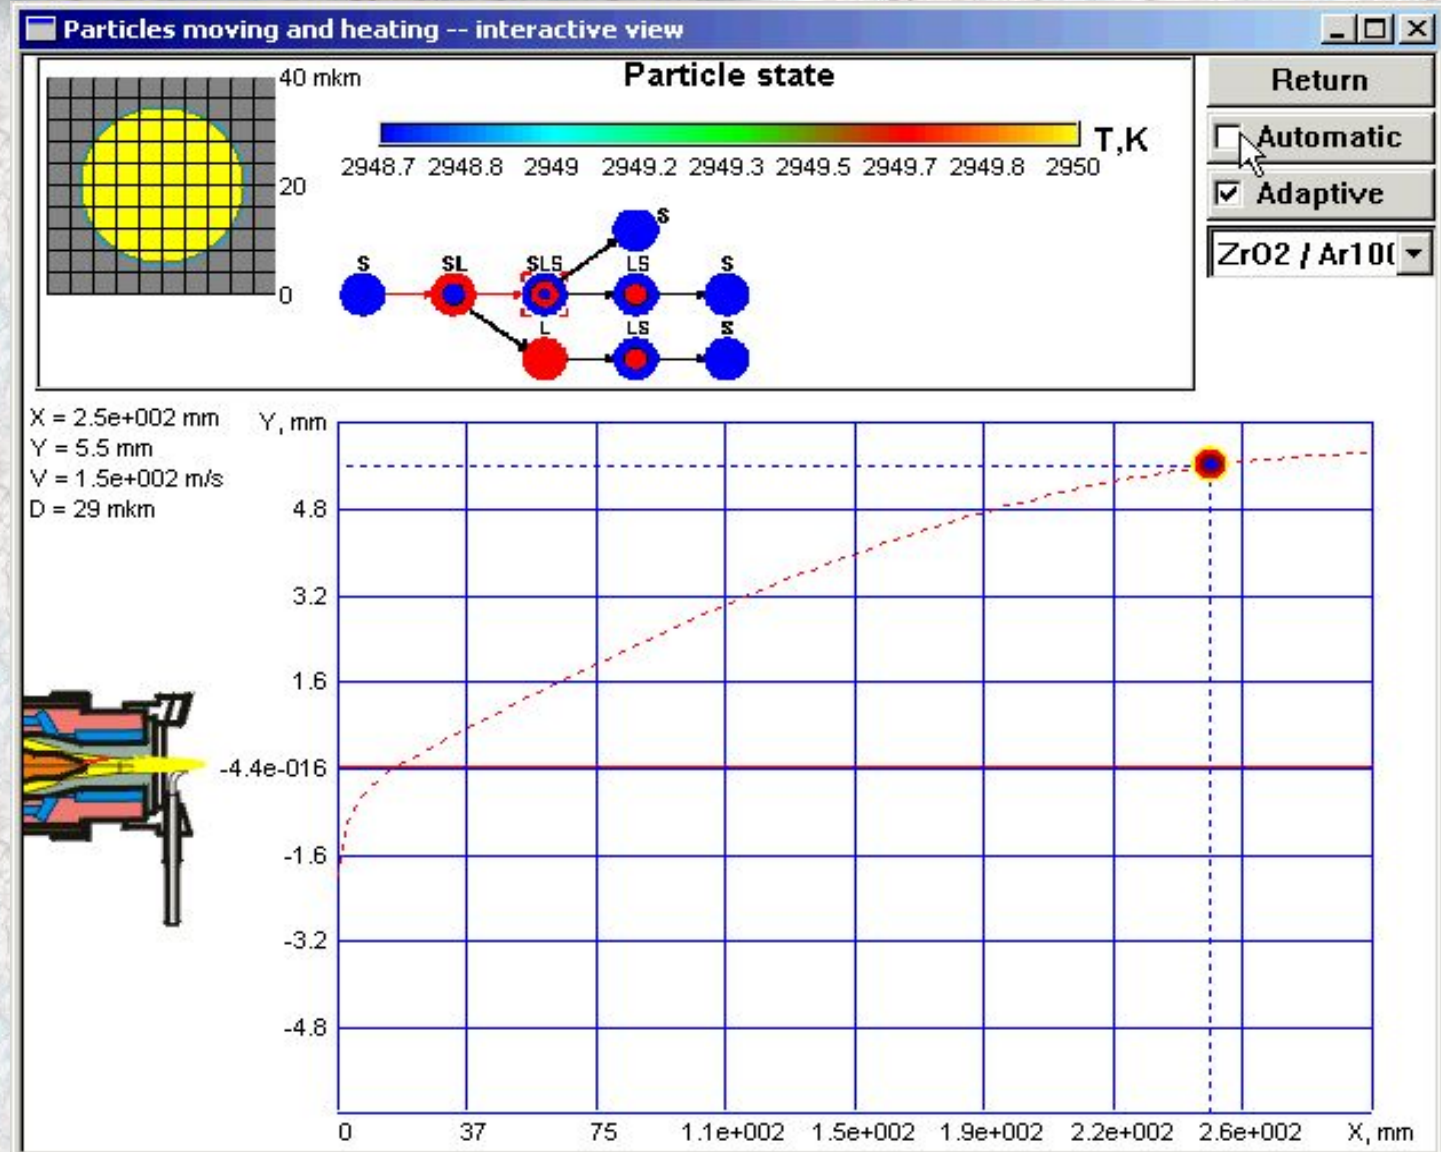 Particles moving and heating -- interactive view
Particle state
40 mkm
20
0
T,K
2948.7 2948.8 2949 2949.2 2949.3 2949.5 2949.7 2949.8 2950
S
S SL SLS LS S
L LS S
Return
Automatic
Adaptive
ZrO2 / Ar10(
X = 2.5e+002 mm
Y = 5.5 mm
V = 1.5e+002 m/s
D = 29 mkm
Y, mm
4.8
3.2
1.6
-4.4e-016
-1.6
-3.2
-4.8
0 37 75 1.1e+002 1.5e+002 1.9e+002 2.2e+002 2.6e+002 X, mm